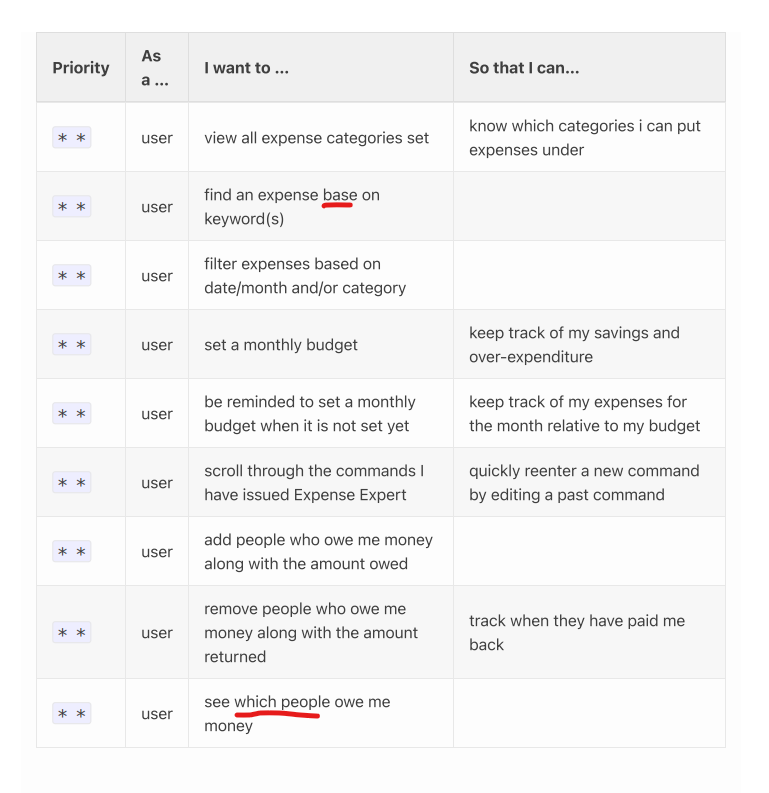 Priority
As
a ...
I want to ...
So that I can...
* *
user
view all expense categories set
know which categories i can put
expenses under
* *
user
find an expense base on
keyword(s)
* *
user
filter expenses based on
date/month and/or category
* *
user
set a monthly budget
keep track of my savings and
over-expenditure
* *
user
be reminded to set a monthly
budget when it is not set yet
keep track of my expenses for
the month relative to my budget
* *
user
scroll through the commands I
have issued Expense Expert
quickly reenter a new command
by editing a past command
* *
user
add people who owe me money
along with the amount owed
* *
user
remove people who owe me
money along with the amount
returned
track when they have paid me
back
* *
user
see which people owe me
money